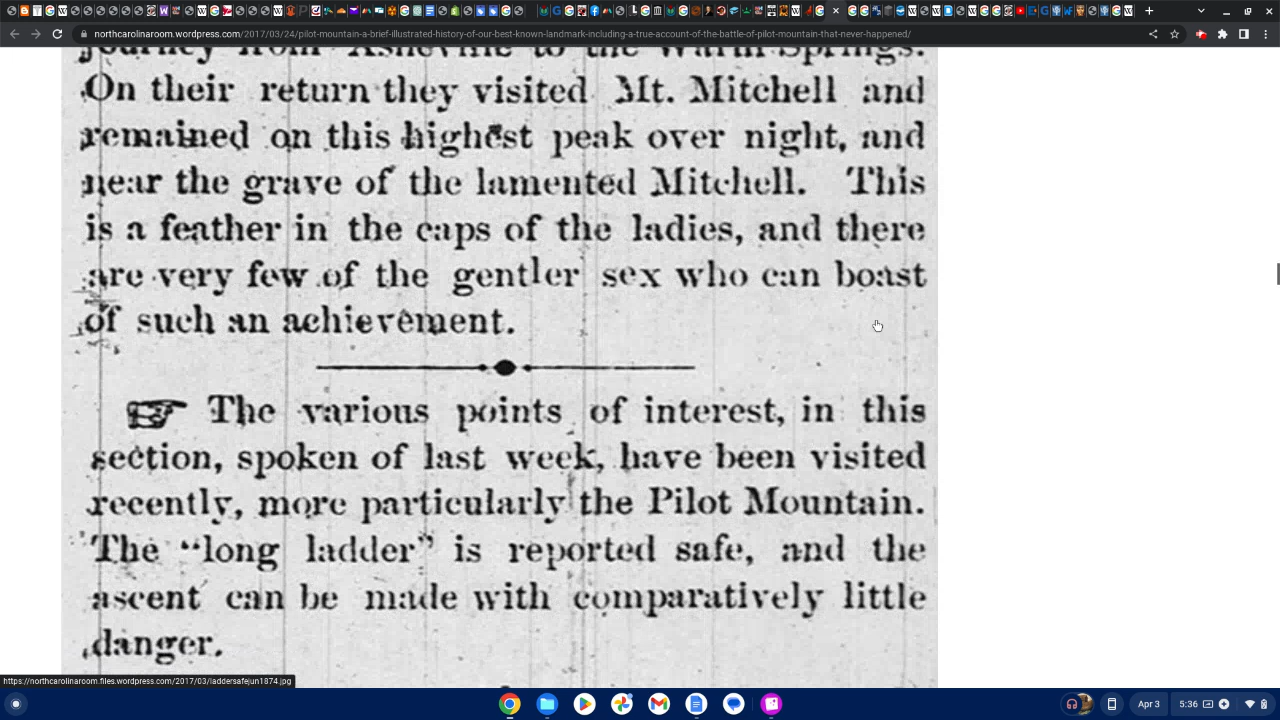 northcarolinaroom.wordpress.com/2017/03/24/pilot-mountain-a-brief-illustrated-history-of-our-best-known-landmark-including-a-true-account-of-the-battle-of-pilot-mountain-that-never-happened/
journey from Asheville to the Warm Springs.
On their return they visited Mt. Mitchell and
remained on this highest peak over night, and
near the grave of the lamented Mitchell. This
is a feather in the caps of the ladies, and there
are very few of the gentler sex who can boast
of such an achievement.
The various points of interest, in this
section, spoken of last week, have been visited
recently, more particularly the Pilot Mountain.
The “long ladder” is reported safe, and the
ascent can be made with comparatively little
danger.
https://northcarolinaroom.files.wordpress.com/2017/03/laddersafejun1874.jpg
Apr 3
5:36